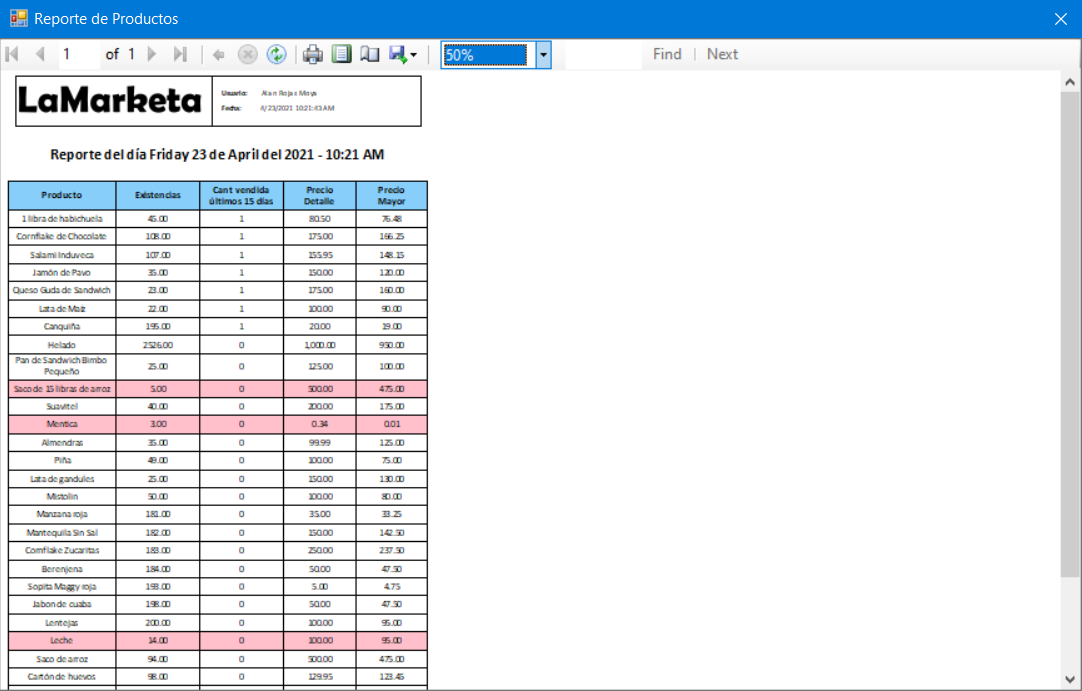 Reporte de Productos
1 of 1 50% Find | Next
LaMarketa
Usuario: Alan Rojas Moya
Fecha: 4/23/2021 10:21:43 AM
Reporte del día Friday 23 de April del 2021 - 10:21 AM
Producto Existencias Cant vendida últimos 15 días Precio Detalle Precio Mayor
1 libra de habichuela 45.00 1 80.50 76.48
Cornflake de Chocolate 108.00 1 175.00 166.25
Salami Induveca 107.00 1 155.95 148.15
Jamón de Pavo 35.00 1 150.00 120.00
Queso Guda de Sandwich 23.00 1 175.00 160.00
Lata de Maiz 22.00 1 100.00 90.00
Canquiña 195.00 1 20.00 19.00
Helado 2526.00 0 1,000.00 950.00
Pan de Sandwich Bimbo Pequeño 25.00 0 125.00 100.00
Saco de 15 libras de arroz 5.00 0 500.00 475.00
Suavitel 40.00 0 200.00 175.00
Mentica 3.00 0 0.34 0.01
Almendras 35.00 0 99.99 125.00
Piña 49.00 0 100.00 75.00
Lata de gandules 25.00 0 150.00 130.00
Mistolin 50.00 0 100.00 80.00
Manzana roja 181.00 0 35.00 33.25
Mantequila Sin Sal 182.00 0 150.00 142.50
Cornflake Zucaritas 183.00 0 250.00 237.50
Berenjena 184.00 0 50.00 47.50
Sopita Maggy roja 193.00 0 5.00 4.75
Jabon de cuaba 198.00 0 50.00 47.50
Lentejas 200.00 0 100.00 95.00
Leche 14.00 0 100.00 95.00
Saco de arroz 94.00 0 500.00 475.00
Cartón de huevos 98.00 0 129.95 123.45